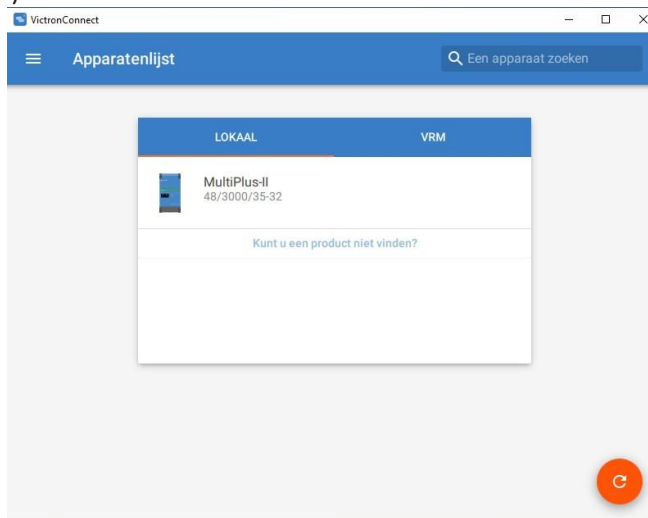 VictronConnect
Apparatenlijst
Een apparaat zoeken
LOKAAL
VRM
MultiPlus-II
48/3000/35-32
Kunt u een product niet vinden?